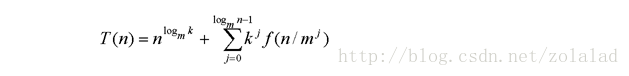 T(n) = n^{log_m k} + \sum_{j=0}^{log_m n-1} k^j f(n/m^j)
http://blog.csdn.net/zolalad